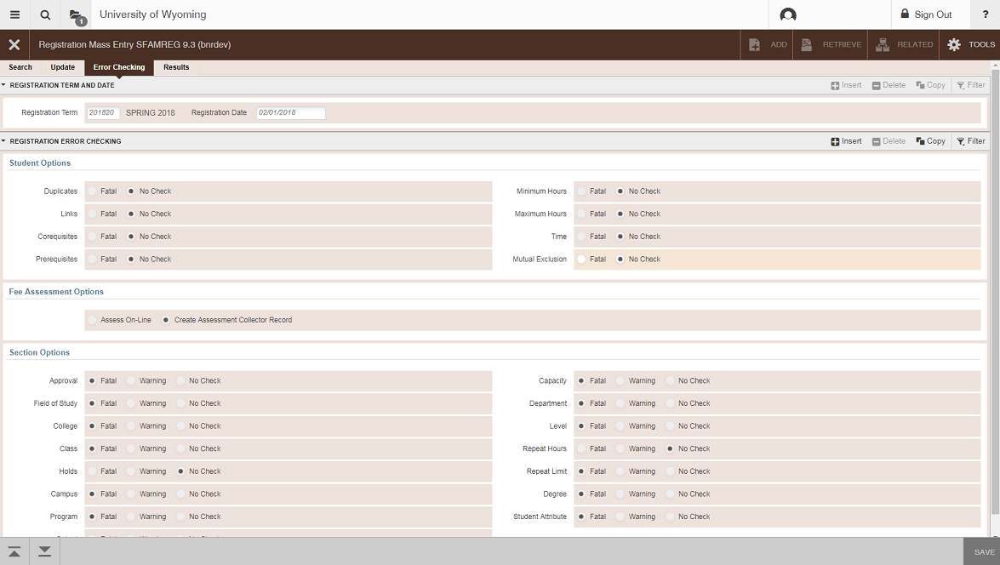 University of Wyoming
Sign Out
?
1
Registration Mass Entry SFAMREG 9.3 (bnrdev)
ADD
RETRIEVE
RELATED
TOOLS
Search Update Error Checking Results
REGISTRATION TERM AND DATE
Insert Delete Copy Filter
Registration Term 201820 SPRING 2018 Registration Date 02/01/2018
REGISTRATION ERROR CHECKING
Insert Delete Copy Filter
Student Options
Duplicates Fatal No Check Minimum Hours Fatal No Check
Links Fatal No Check Maximum Hours Fatal No Check
Corequisites Fatal No Check Time Fatal No Check
Prerequisites Fatal No Check Mutual Exclusion Fatal No Check
Fee Assessment Options
Assess On-Line Create Assessment Collector Record
Section Options
Approval Fatal Warning No Check Capacity Fatal Warning No Check
Field of Study Fatal Warning No Check Department Fatal Warning No Check
College Fatal Warning No Check Level Fatal Warning No Check
Class Fatal Warning No Check Repeat Hours Fatal Warning No Check
Holds Fatal Warning No Check Repeat Limit Fatal Warning No Check
Campus Fatal Warning No Check Degree Fatal Warning No Check
Program Fatal Warning No Check Student Attribute Fatal Warning No Check
SAVE